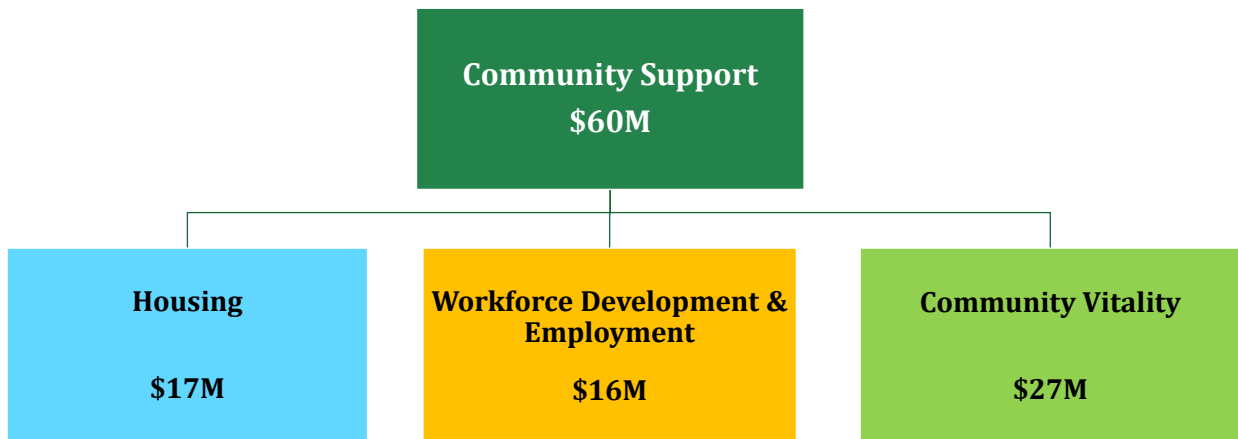 Community Support
$60M
Housing
$17M
Workforce Development &
Employment
$16M
Community Vitality
$27M